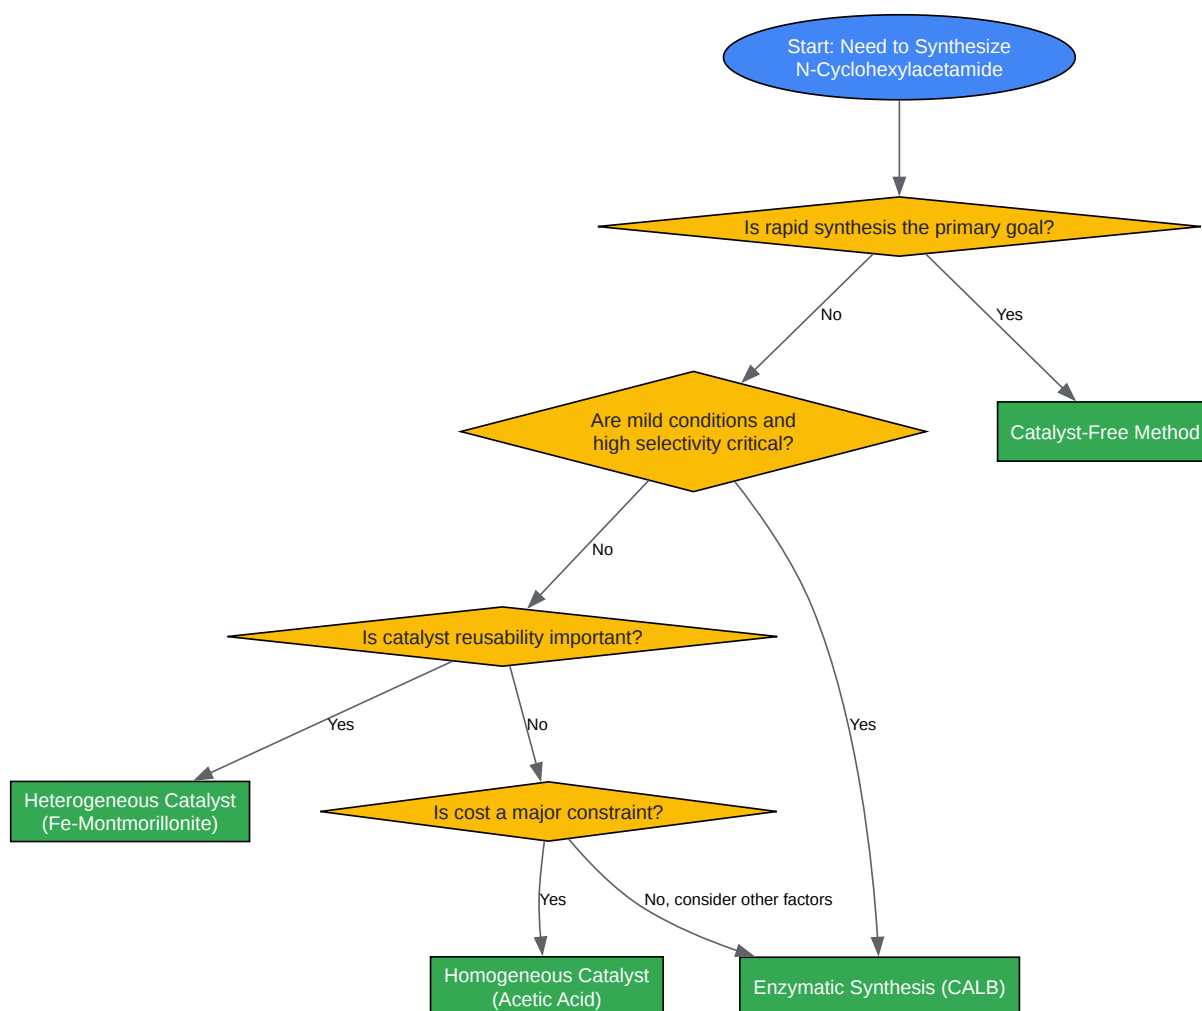 Start: Need to Synthesize
N-Cyclohexylacetamide
Is rapid synthesis the primary goal?
No
Yes
Are mild conditions and
high selectivity critical?
Catalyst-Free Method
No
Is catalyst reusability important?
Yes
No
Yes
Heterogeneous Catalyst
(Fe-Montmorillonite)
Is cost a major constraint?
Yes
No, consider other factors
Homogeneous Catalyst
(Acetic Acid)
Enzymatic Synthesis (CALB)